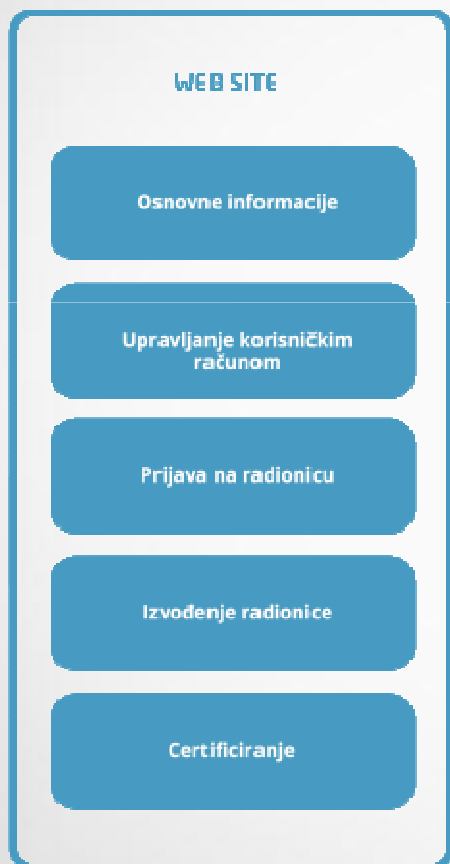 WEB SITE
Osnovne informacije
Upravljanje korisničkim
računom
Prijava na radionicu
Izvođenje radionice
Certificiranje